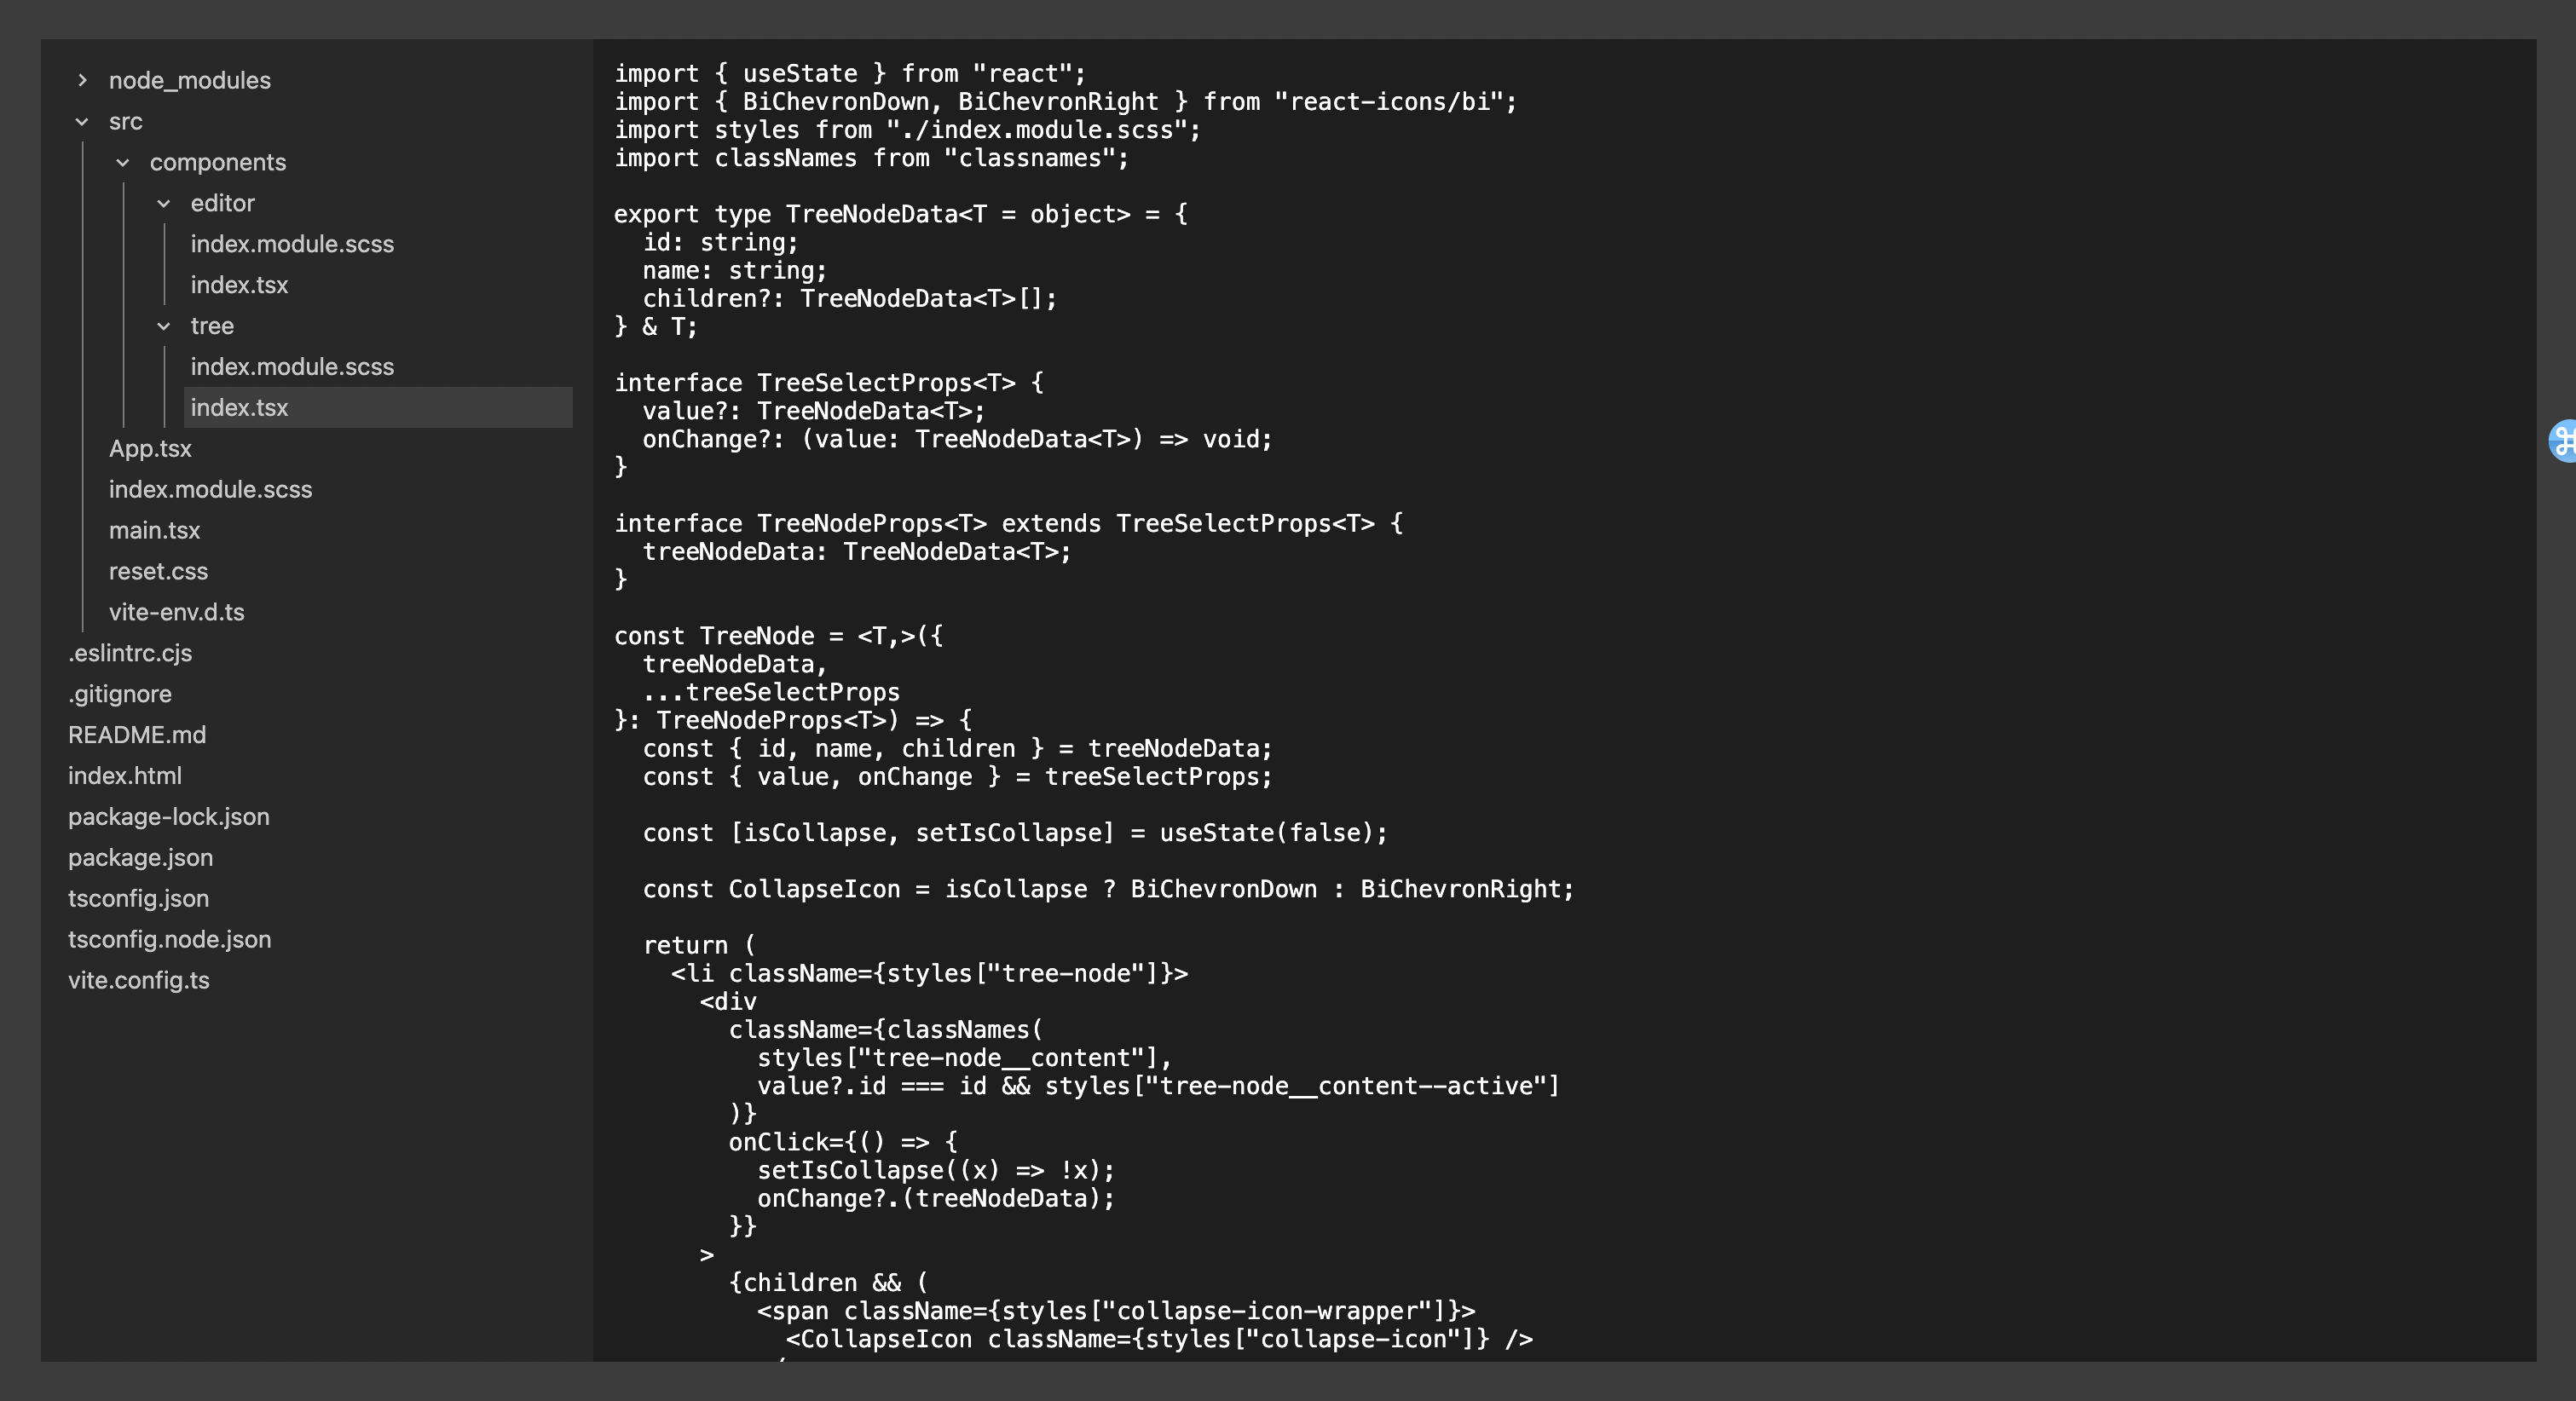 node_modules
src
components
editor
index.module.scss
index.tsx
tree
index.module.scss
index.tsx
App.tsx
index.module.scss
main.tsx
reset.css
vite-env.d.ts
.eslintrc.cjs
.gitignore
README.md
index.html
package-lock.json
package.json
tsconfig.json
tsconfig.node.json
vite.config.ts
import { useState } from "react";
import { BiChevronDown, BiChevronRight } from "react-icons/bi";
import styles from "./index.module.scss";
import classNames from "classnames";
export type TreeNodeData<T = object> = {
  id: string;
  name: string;
  children?: TreeNodeData<T>[];
} & T;
interface TreeSelectProps<T> {
  value?: TreeNodeData<T>;
  onChange?: (value: TreeNodeData<T>) => void;
}
interface TreeNodeProps<T> extends TreeSelectProps<T> {
  treeNodeData: TreeNodeData<T>;
}
const TreeNode = <T,>({
  treeNodeData,
  ...treeSelectProps
}: TreeNodeProps<T>) => {
  const { id, name, children } = treeNodeData;
  const { value, onChange } = treeSelectProps;
  const [isCollapse, setIsCollapse] = useState(false);
  const CollapseIcon = isCollapse ? BiChevronDown : BiChevronRight;
  return (
    <li className={styles["tree-node"]}>
      <div
        className={classNames(
          styles["tree-node__content"],
          value?.id === id && styles["tree-node__content--active"]
        )}
        onClick={() => {
          setIsCollapse((x) => !x);
          onChange?.(treeNodeData);
        }}
      >
        {children && (
          <span className={styles["collapse-icon-wrapper"]}>
            <CollapseIcon className={styles["collapse-icon"]} />